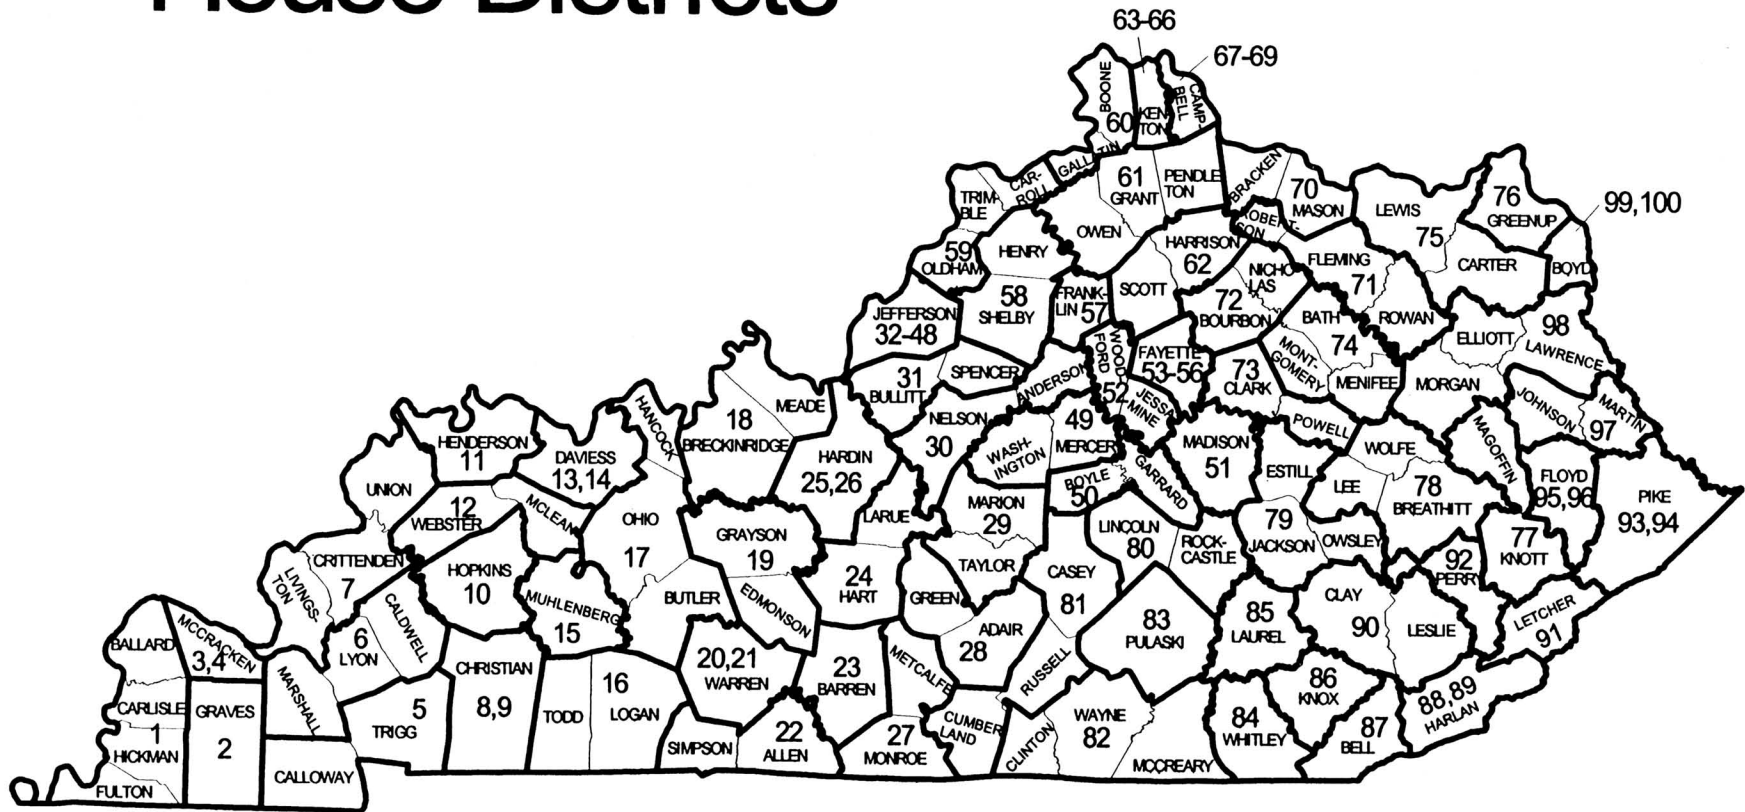 House Districts
63-66
67-69
BOONE
60
KEN
TON
CAMP-
BELL
GALLATIN
CAR-
ROLL
TRIM-
BLE
61
GRANT
PENDLE
TON
BRACKEN
70
MASON
ROBERT-
SON
LEWIS
75
76
GREENUP
99,100
CARTER
BOYD
OWEN
HENRY
59
OLDHAM
HARRISON
62
NICHO
LAS
FLEMING
71
ROWAN
SCOTT
FRANK-
LIN 57
58
SHELBY
JEFFERSON
32-48
72
BOURBON
BATH
74
MONT-
GOMERY
MENIFEE
ELLIOTT
98
LAWRENCE
MORGAN
WOOD
FORD
52
FAYETTE
53-56
73
CLARK
SPENCER
ANDERSON
31
BULLITT
JESSA
MINE
POWELL
JOHNSON
MARTIN
97
MAGOFFIN
MEADE
18
BRECKINRIDGE
HANCOCK
NELSON
30
WASH-
INGTON
49
MERCER
MADISON
51
GARRARD
ESTILL
WOLFE
LEE
78
BREATHITT
FLOYD
95,96
PIKE
93,94
HENDERSON
11
DAVIESS
13,14
HARDIN
25,26
LARUE
BOYLE
50
MARION
29
UNION
12
WEBSTER
MCLEAN
OHIO
17
GRAYSON
19
LINCOLN
80
ROCK-
CASTLE
79
JACKSON
OWSLEY
77
KNOTT
92
PERRY
CRITTENDEN
7
LIVINGS-
TON
HOPKINS
10
MUHLENBERG
15
BUTLER
EDMONSON
24
HART
GREEN
TAYLOR
CASEY
81
CLAY
90
LESLIE
LETCHER
91
CALDWELL
6
LYON
ADAIR
28
83
PULASKI
85
LAUREL
BALLARD
MCCRACKEN
3,4
CHRISTIAN
8,9
20,21
WARREN
23
BARREN
METCALFE
RUSSELL
86
KNOX
88,89
HARLAN
MARSHALL
CARLISLE
1
HICKMAN
FULTON
GRAVES
2
CALLOWAY
5
TRIGG
TODD
16
LOGAN
SIMPSON
22
ALLEN
27
MONROE
CUMBER
LAND
CLINTON
WAYNE
82
MCCREARY
84
WHITLEY
87
BELL